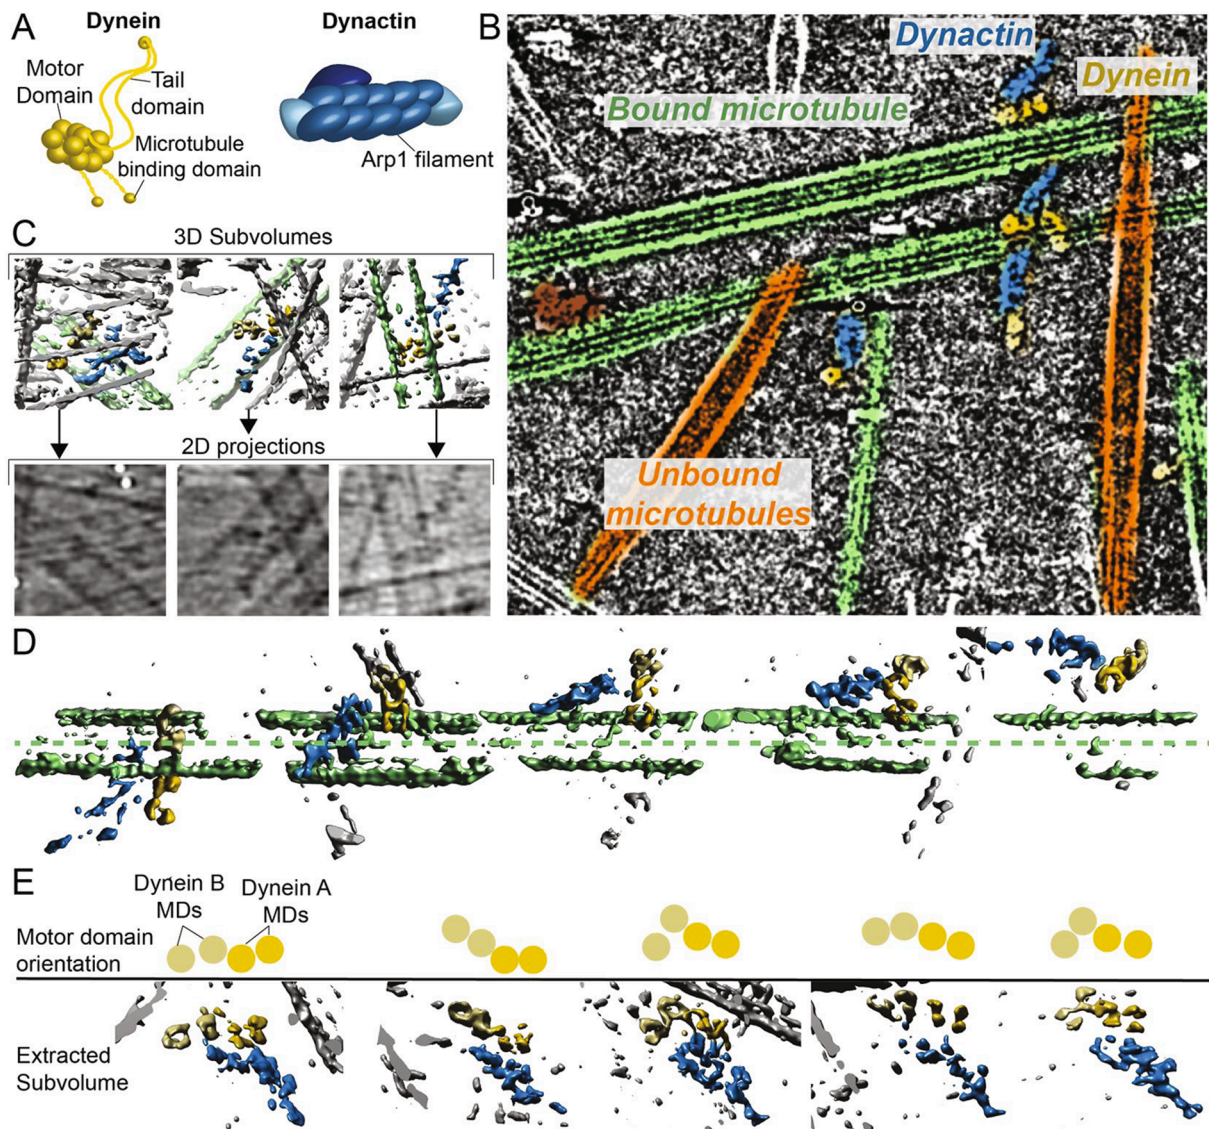 A
Dynein
Dynactin
Motor
Domain
Tail
domain
Microtubule
binding domain
Arp1 filament
B
Dynactin
Dynein
Bound microtubule
Unbound
microtubules
C
3D Subvolumes
2D projections
D
E
Dynein B
MDs
Dynein A
MDs
Motor domain
orientation
Extracted
Subvolume